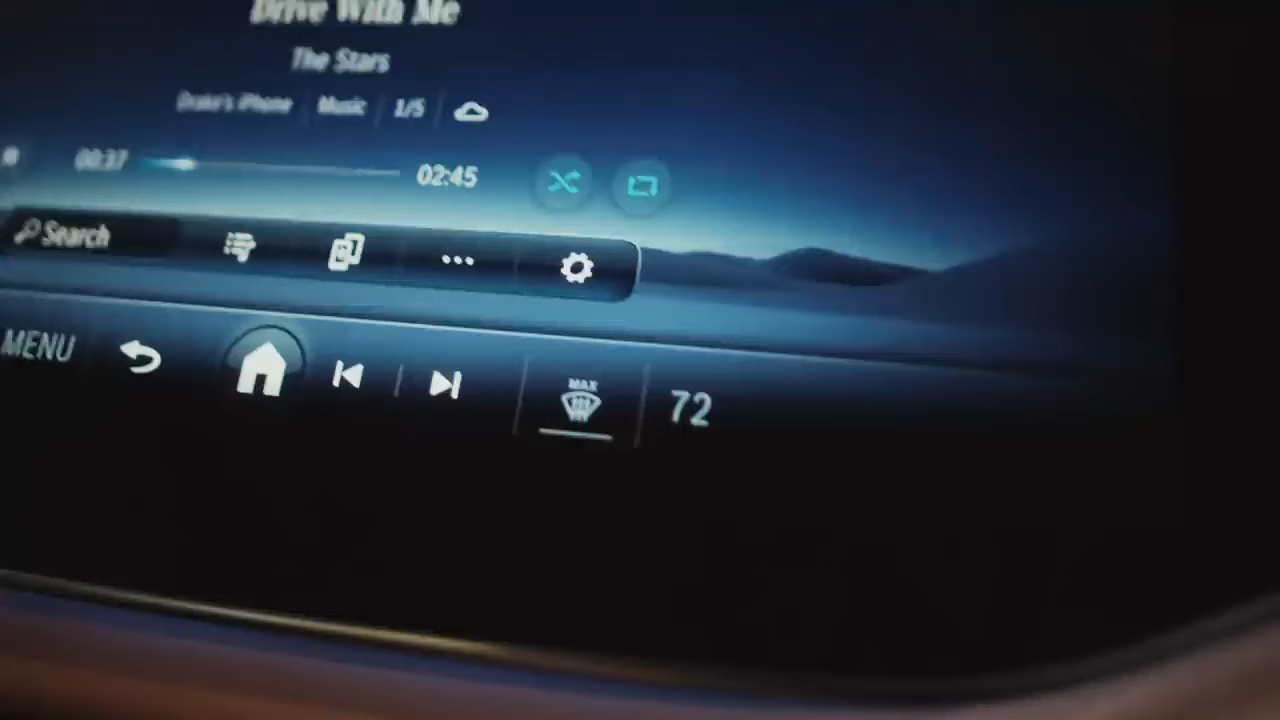 Drive With Me
The Stars
Drake's iPhone Music 1/5
00:37 02:45
Search
MENU
MAX
72